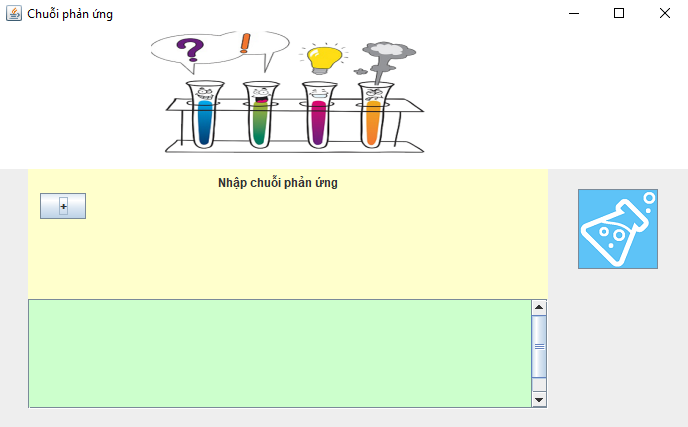 Chuỗi phản ứng
?
!
Nhập chuỗi phản ứng
+